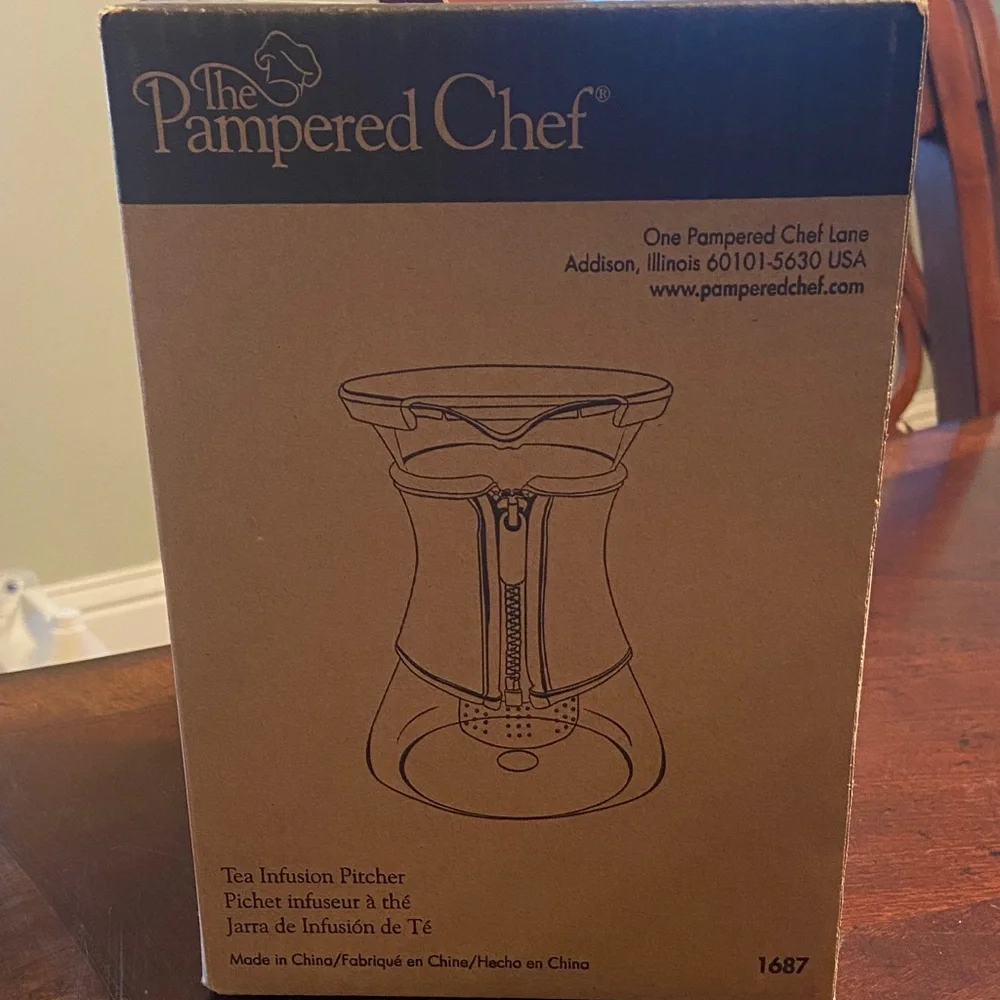 The
Pampered Chef®
One Pampered Chef Lane
Addison, Illinois 60101-5630 USA
www.pamperedchef.com
Tea Infusion Pitcher
Pichet infuseur à thé
Jarra de Infusión de Té
Made in China/Fabriqué en Chine/Hecho en China
1687